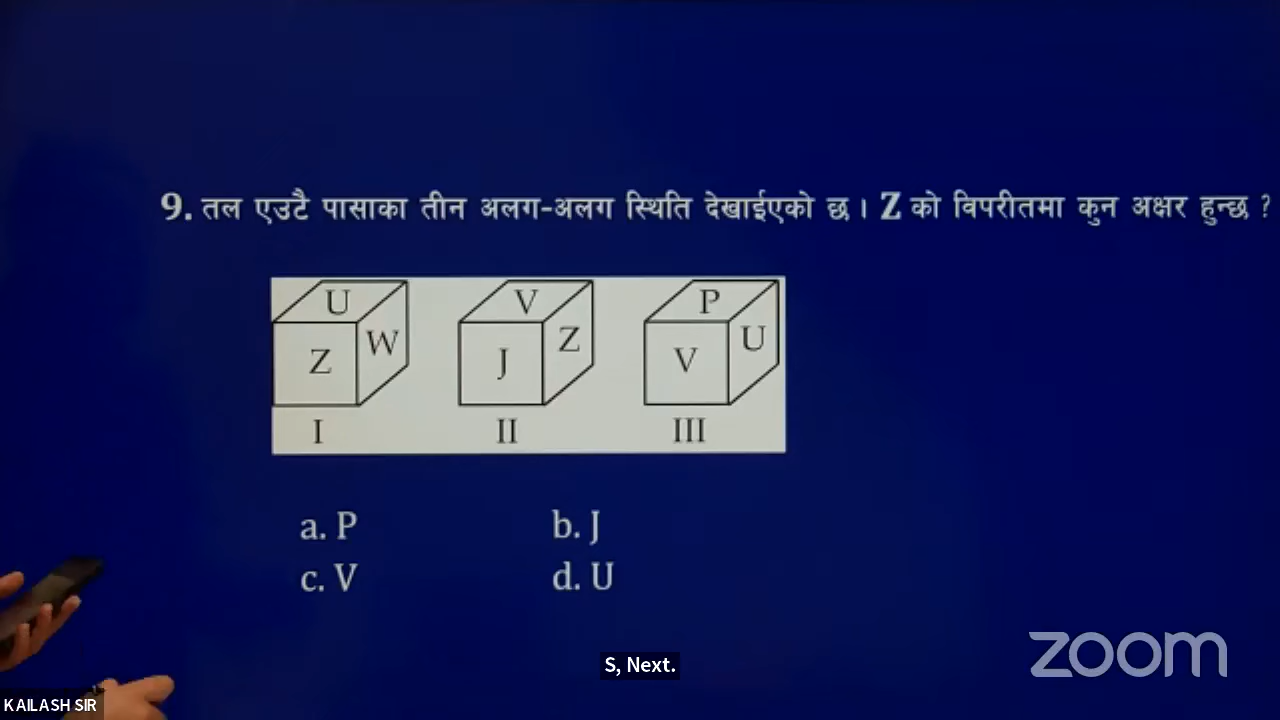 9. तल एउटै पासाका तीन अलग-अलग स्थिति देखाईएको छ । Z को विपरीतमा कुन अक्षर हुन्छ ?
U V P
Z W J Z V U
I II III
a. P b. J
c. V d. U
S, Next.
zoom
KAILASH SIR